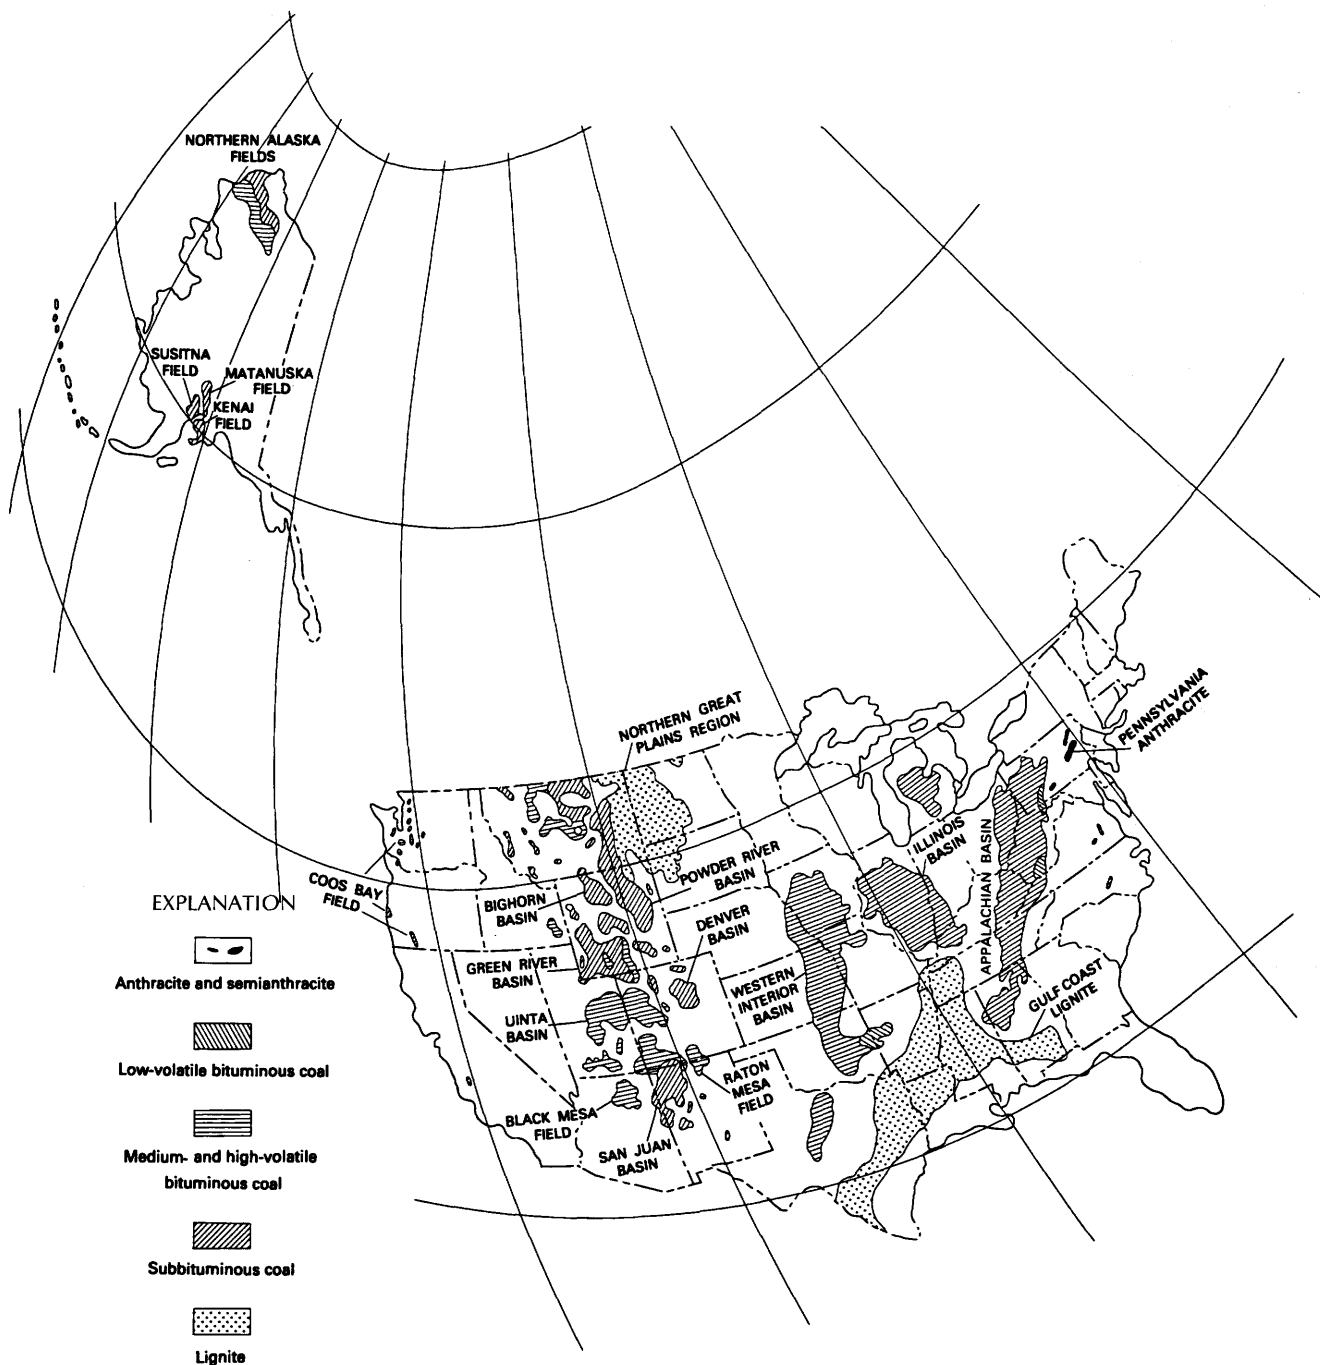 NORTHERN ALASKA
FIELDS
SUSITNA
FIELD
MATANUSKA
FIELD
KENAI
FIELD
NORTHERN GREAT
PLAINS REGION
PENNSYLVANIA
ANTHRACITE
COOS BAY
FIELD
BIGHORN
BASIN
POWDER RIVER
BASIN
ILLINOIS
BASIN
APPALACHIAN BASIN
DENVER
BASIN
GREEN RIVER
BASIN
WESTERN
INTERIOR
BASIN
GULF COAST
LIGNITE
UINTA
BASIN
RATON
MESA
FIELD
BLACK MESA
FIELD
SAN JUAN
BASIN
EXPLANATION
Anthracite and semianthracite
Low-volatile bituminous coal
Medium- and high-volatile
bituminous coal
Subbituminous coal
Lignite